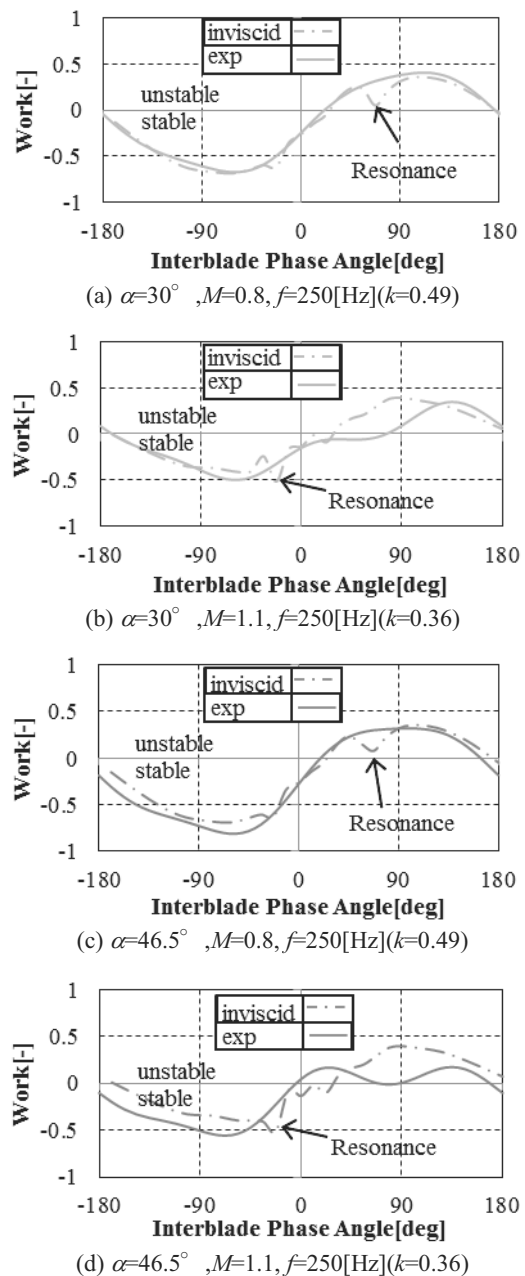 inviscid
exp
1
0.5
0
-0.5
-1
Work[-]
unstable
stable
Resonance
-180 -90 0 90 180
Interblade Phase Angle[deg]
(a) α=30° ,M=0.8, f=250[Hz](k=0.49)
inviscid
exp
1
0.5
0
-0.5
-1
Work[-]
unstable
stable
Resonance
-180 -90 0 90 180
Interblade Phase Angle[deg]
(b) α=30° ,M=1.1, f=250[Hz](k=0.36)
inviscid
exp
1
0.5
0
-0.5
-1
Work[-]
unstable
stable
Resonance
-180 -90 0 90 180
Interblade Phase Angle[deg]
(c) α=46.5° ,M=0.8, f=250[Hz](k=0.49)
inviscid
exp
1
0.5
0
-0.5
-1
Work[-]
unstable
stable
Resonance
-180 -90 0 90 180
Interblade Phase Angle[deg]
(d) α=46.5° ,M=1.1, f=250[Hz](k=0.36)